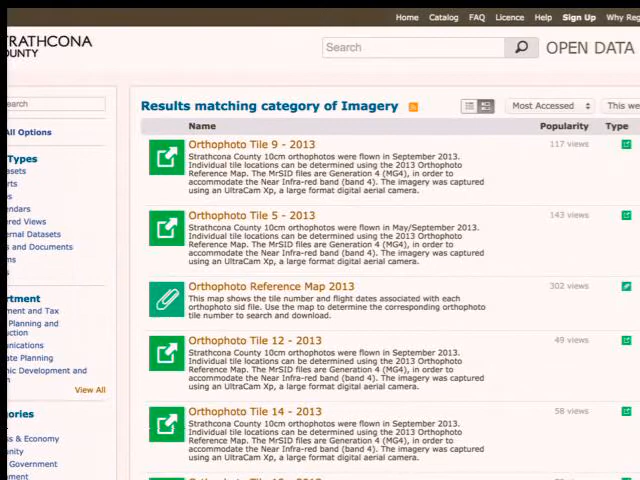 Home Catalog FAQ Licence Help Sign Up Why
RATHCONA
Search
OPEN DATA
Results matching category of Imagery
Most Accessed
This
Name Popularity Type
Orthophoto Tile 9 - 2013
117 views
Strathcona County 10cm orthophotos were flown in September 2013.
Individual tile locations can be determined using the 2013 Orthophoto
Reference Map. The MrSID files are Generation 4 (MG4), in order to
accommodate the Near Infra-red band (band 4). The imagery was captured
using an UltraCam Xp, a large format digital aerial camera.
Orthophoto Tile 5 - 2013
143 views
Strathcona County 10cm orthophotos were flown in May/September 2013.
Individual tile locations can be determined using the 2013 Orthophoto
Reference Map. The MrSID files are Generation 4 (MG4), in order to
accommodate the Near Infra-red band (band 4). The imagery was captured
using an UltraCam Xp, a large format digital aerial camera.
Orthophoto Reference Map 2013
302 views
This map shows the tile number and flight dates associated with each
orthophoto sid file. Use the map to determine the corresponding orthophoto
tile number to search and download.
Orthophoto Tile 12 - 2013
49 views
Strathcona County 10cm orthophotos were flown in September 2013.
Individual tile locations can be determined using the 2013 Orthophoto
Reference Map. The MrSID files are Generation 4 (MG4), in order to
accommodate the Near Infra-red band (band 4). The imagery was captured
using an UltraCam Xp, a large format digital aerial camera.
Orthophoto Tile 14 - 2013
58 views
Strathcona County 10cm orthophotos were flown in September 2013.
Individual tile locations can be determined using the 2013 Orthophoto
Reference Map. The MrSID files are Generation 4 (MG4), in order to
accommodate the Near Infra-red band (band 4). The imagery was captured
using an UltraCam Xp, a large format digital aerial camera.
earch
All Options
Types
asets
rts
endars
ered Views
ernal Datasets
s and Documents
ms
s
rtment
ment and Tax
Planning and
uction
unications
ate Planning
mic Development and
n
View All
ories
s & Economy
unity
Government
nment